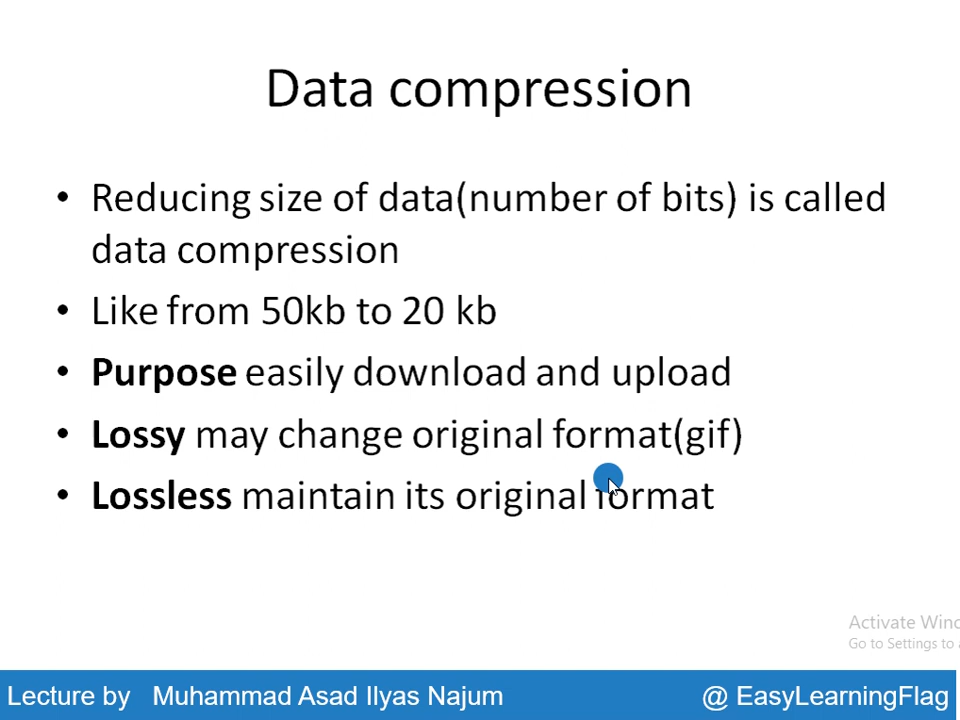 Data compression
• Reducing size of data(number of bits) is called
data compression
• Like from 50kb to 20 kb
• Purpose easily download and upload
• Lossy may change original format(gif)
• Lossless maintain its original format
Activate Wind
Go to Settings to a
Lecture by Muhammad Asad Ilyas Najum @ EasyLearningFlag